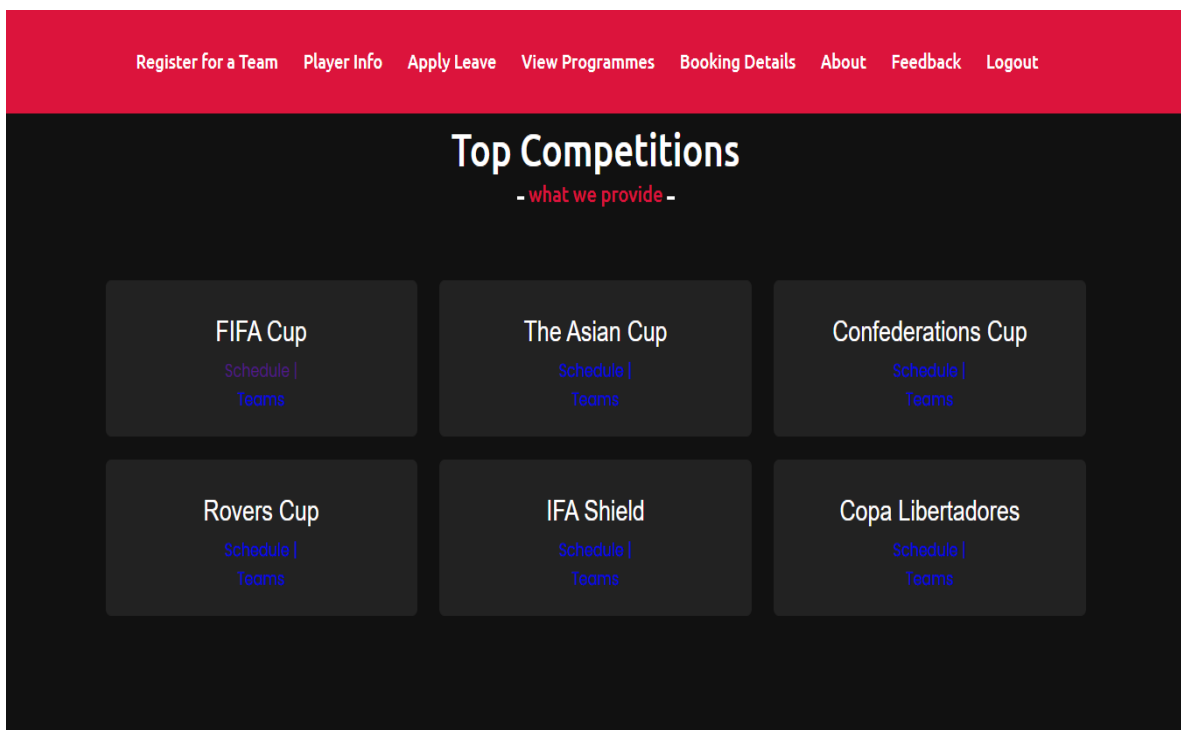 Register for a Team Player Info Apply Leave View Programmes Booking Details About Feedback Logout
Top Competitions
- what we provide -
FIFA Cup
Schedule |
Teams
The Asian Cup
Schedule |
Teams
Confederations Cup
Schedule |
Teams
Rovers Cup
Schedule |
Teams
IFA Shield
Schedule |
Teams
Copa Libertadores
Schedule |
Teams